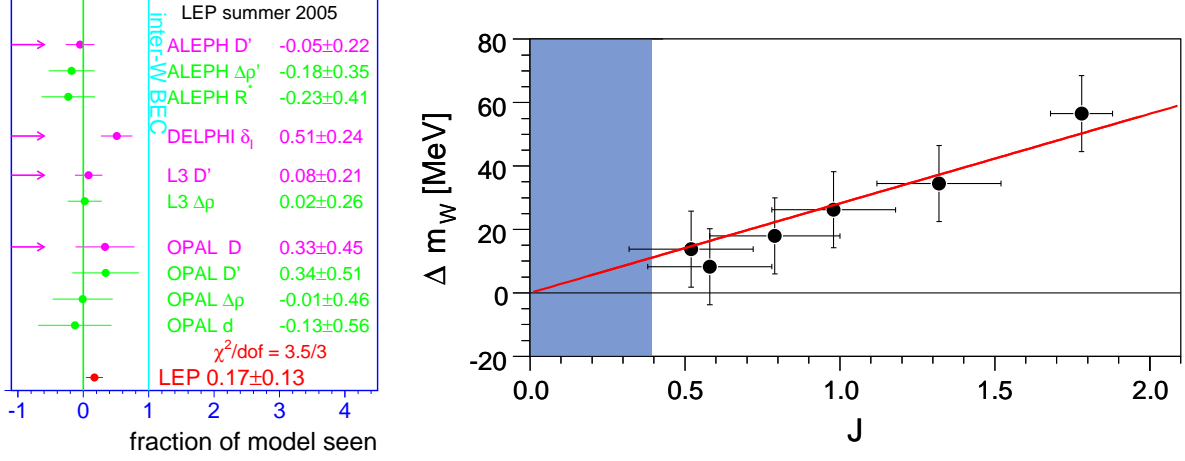 LEP summer 2005
inter-W BEC
ALEPH D' -0.05±0.22
ALEPH Δρ' -0.18±0.35
ALEPH R* -0.23±0.41
DELPHI δ_I 0.51±0.24
L3 D' 0.08±0.21
L3 Δρ 0.02±0.26
OPAL D 0.33±0.45
OPAL D' 0.34±0.51
OPAL Δρ -0.01±0.46
OPAL d -0.13±0.56
χ²/dof = 3.5/3
LEP 0.17±0.13
-1 0 1 2 3 4
fraction of model seen
Δ m_W [MeV]
80
60
40
20
0
-20
0.0 0.5 1.0 1.5 2.0
J